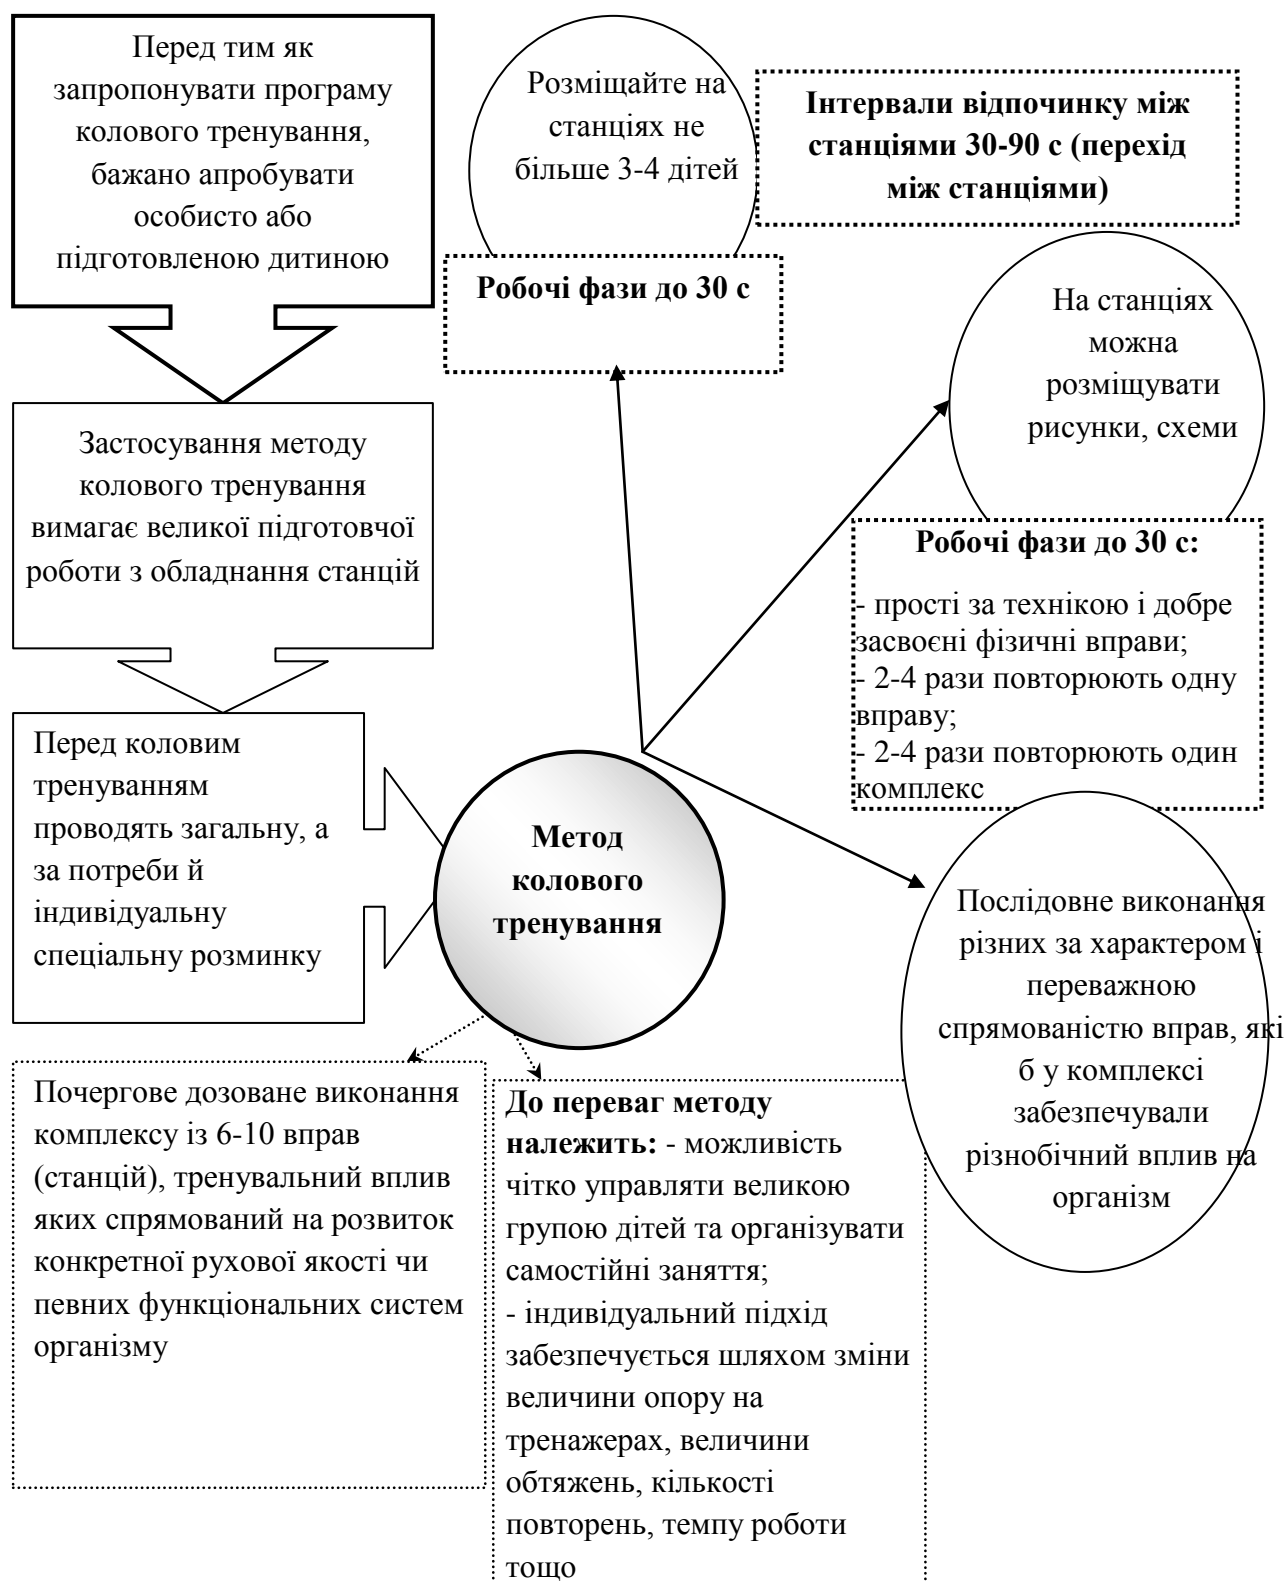 Перед тим як
запропонувати програму
колового тренування,
бажано апробувати
особисто або
підготовленою дитиною
Розміщайте на
станціях не
більше 3-4 дітей
Інтервали відпочинку між
станціями 30-90 с (перехід
між станціями)
Робочі фази до 30 с
На станціях
можна
розміщувати
рисунки, схеми
Застосування методу
колового тренування
вимагає великої підготовчої
роботи з обладнання станцій
Робочі фази до 30 с:
- прості за технікою і добре
засвоєні фізичні вправи;
- 2-4 рази повторюють одну
вправу;
- 2-4 рази повторюють один
комплекс
Перед коловим
тренуванням
проводять загальну, а
за потреби й
індивідуальну
спеціальну розминку
Метод
колового
тренування
Послідовне виконання
різних за характером і
переважною
спрямованістю вправ, які
б у комплексі
забезпечували
різнобічний вплив на
організм
Почергове дозоване виконання
комплексу із 6-10 вправ
(станцій), тренувальний вплив
яких спрямований на розвиток
конкретної рухової якості чи
певних функціональних систем
організму
До переваг методу
належить: - можливість
чітко управляти великою
групою дітей та організувати
самостійні заняття;
- індивідуальний підхід
забезпечується шляхом зміни
величини опору на
тренажерах, величини
обтяжень, кількості
повторень, темпу роботи
тощо